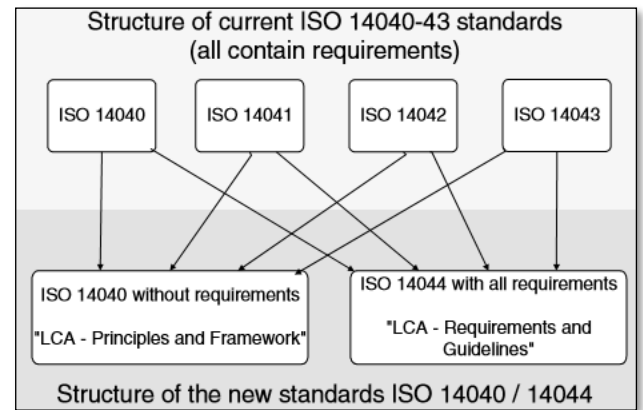 Structure of current ISO 14040-43 standards
(all contain requirements)
ISO 14040
ISO 14041
ISO 14042
ISO 14043
ISO 14040 without requirements
"LCA - Principles and Framework"
ISO 14044 with all requirements
"LCA - Requirements and
Guidelines"
Structure of the new standards ISO 14040 / 14044